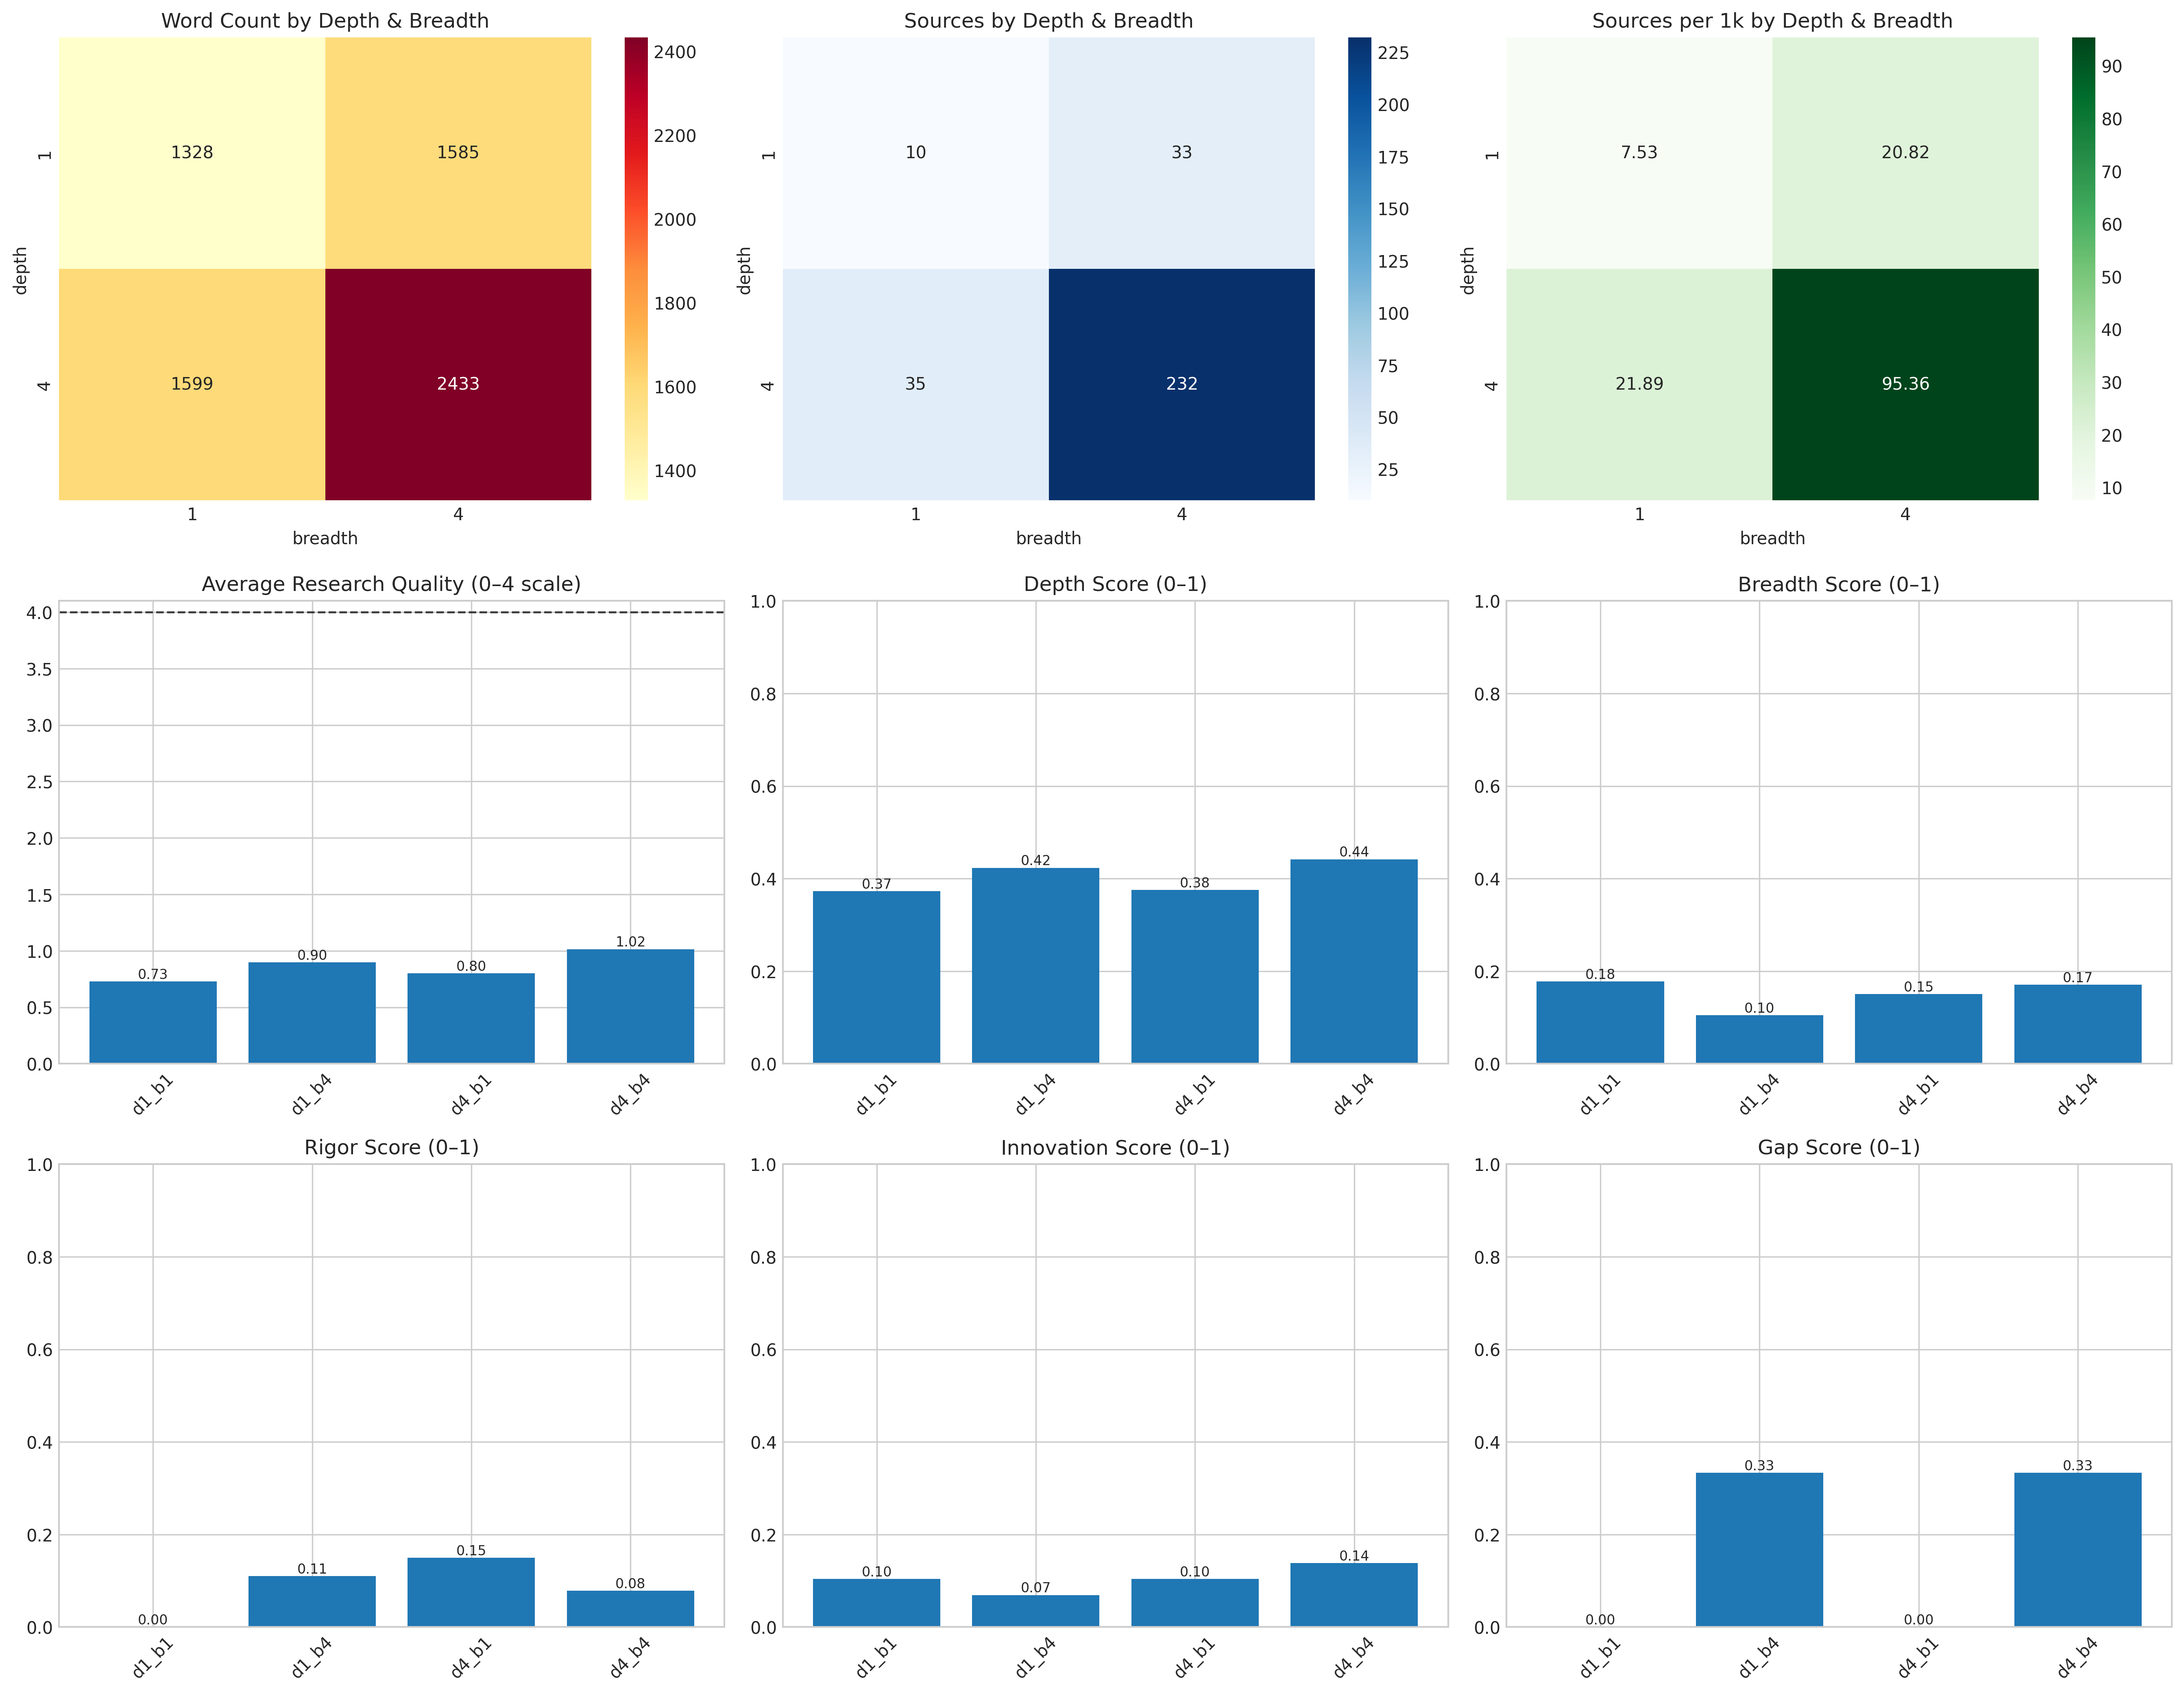 Word Count by Depth & Breadth
1328 1585
1599 2433
1
4
depth
1 4
breadth
2400
2200
2000
1800
1600
1400
Sources by Depth & Breadth
10 33
35 232
1
4
depth
1 4
breadth
225
200
175
150
125
100
75
50
25
Sources per 1k by Depth & Breadth
7.53 20.82
21.89 95.36
1
4
depth
1 4
breadth
90
80
70
60
50
40
30
20
10
Average Research Quality (0–4 scale)
4.0
3.5
3.0
2.5
2.0
1.5
1.0
0.5
0.0
0.73 0.90 0.80 1.02
d1_b1 d1_b4 d4_b1 d4_b4
Depth Score (0–1)
1.0
0.8
0.6
0.4
0.2
0.0
0.37 0.42 0.38 0.44
d1_b1 d1_b4 d4_b1 d4_b4
Breadth Score (0–1)
1.0
0.8
0.6
0.4
0.2
0.0
0.18 0.10 0.15 0.17
d1_b1 d1_b4 d4_b1 d4_b4
Rigor Score (0–1)
1.0
0.8
0.6
0.4
0.2
0.0
0.00 0.11 0.15 0.08
d1_b1 d1_b4 d4_b1 d4_b4
Innovation Score (0–1)
1.0
0.8
0.6
0.4
0.2
0.0
0.10 0.07 0.10 0.14
d1_b1 d1_b4 d4_b1 d4_b4
Gap Score (0–1)
1.0
0.8
0.6
0.4
0.2
0.0
0.00 0.33 0.00 0.33
d1_b1 d1_b4 d4_b1 d4_b4